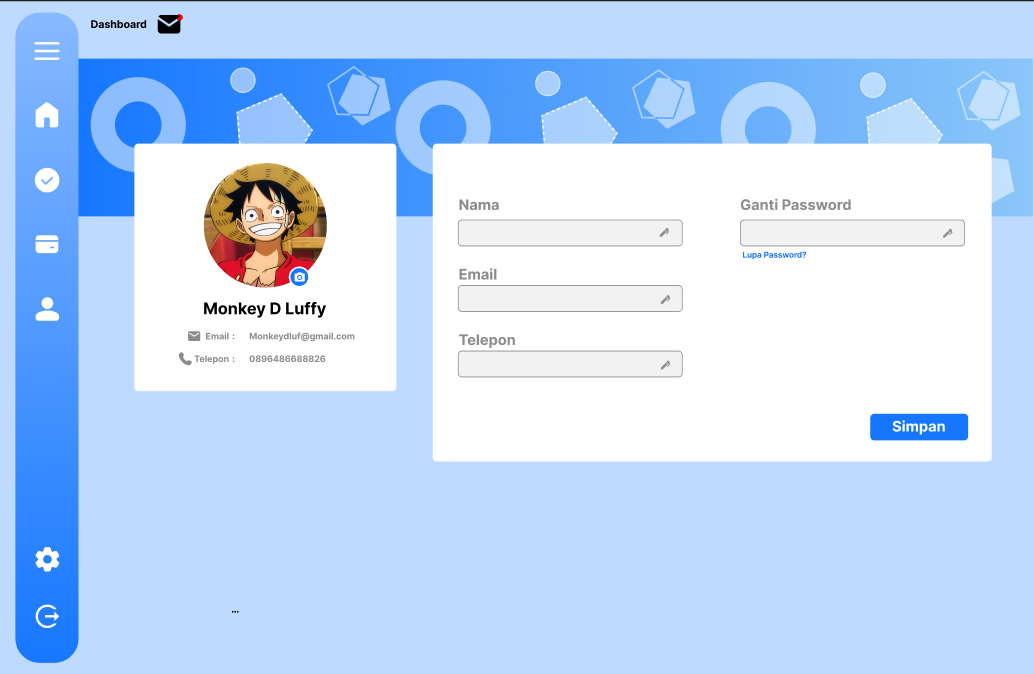 Dashboard
Monkey D Luffy
Email : Monkeydluf@gmail.com
Telepon : 0896486688826
Nama
Email
Telepon
Ganti Password
Lupa Password?
Simpan
...